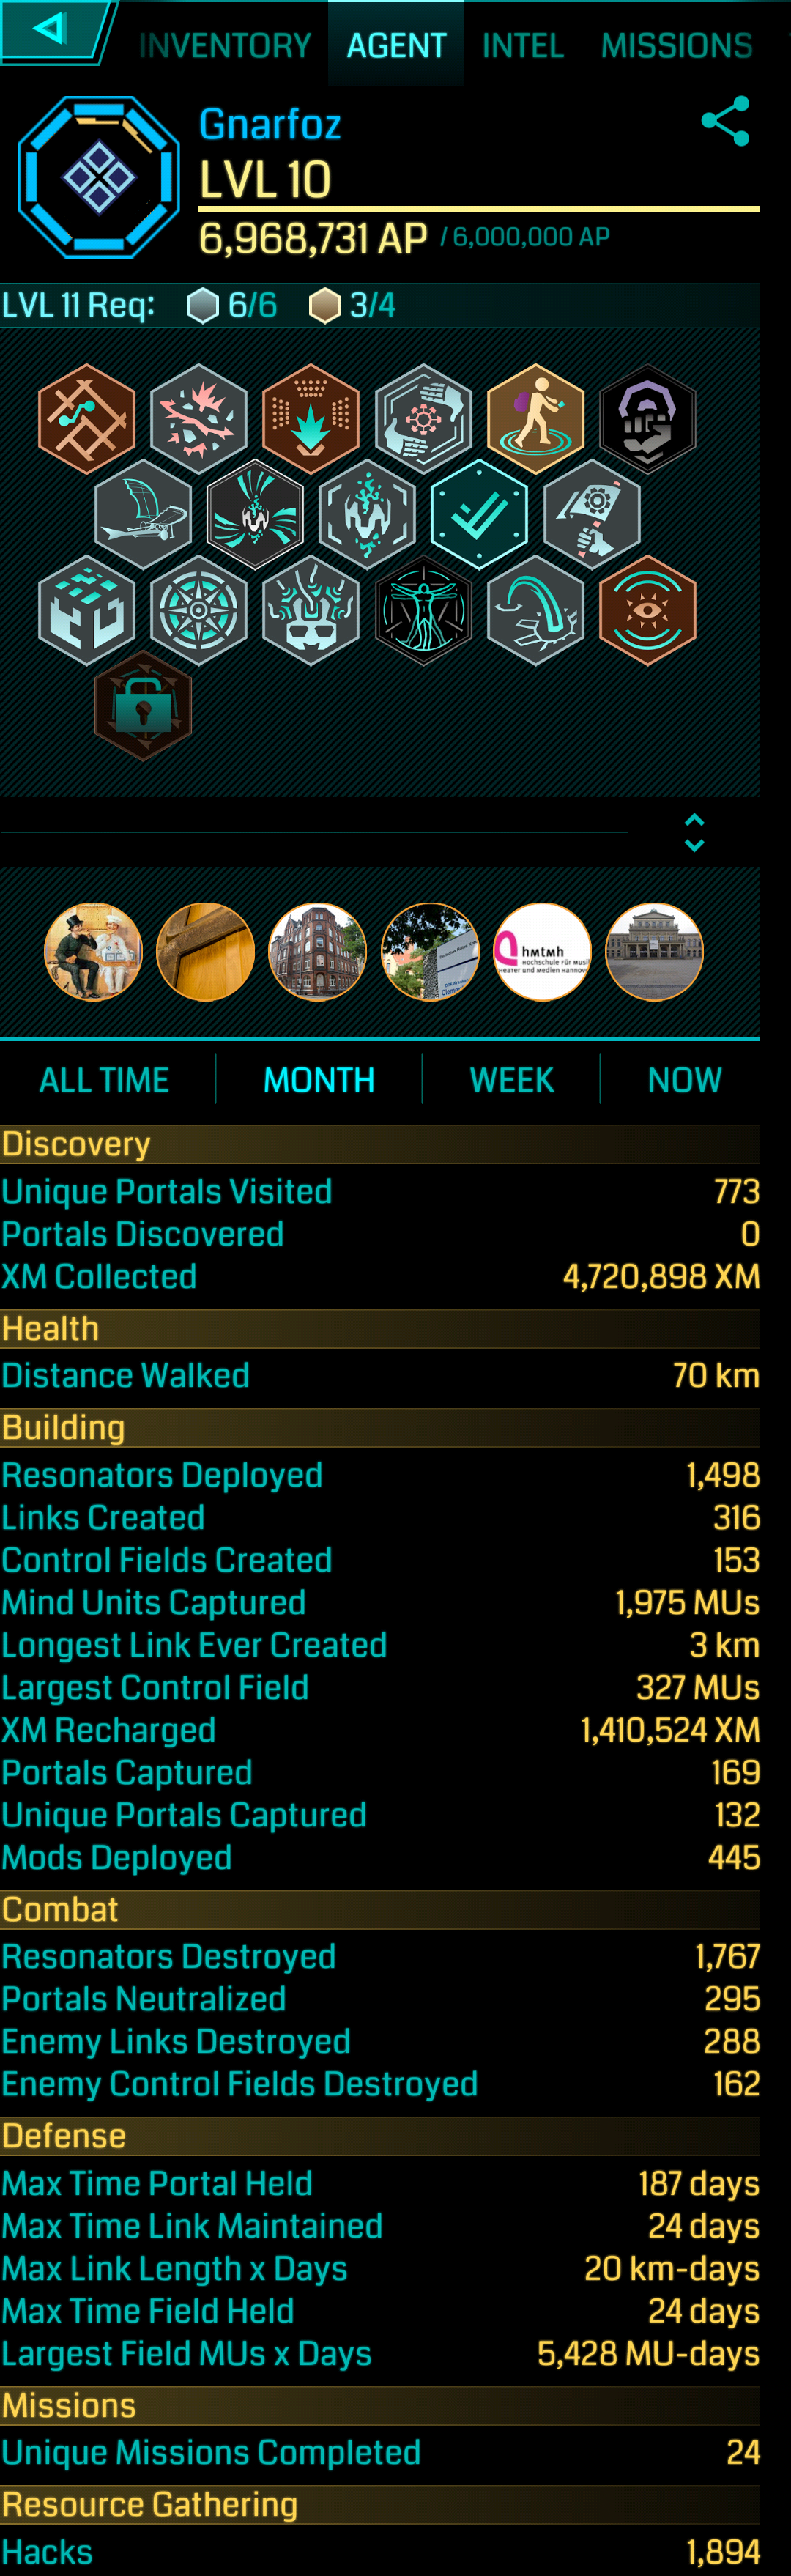 INVENTORY AGENT INTEL MISSIONS
Gnarfoz
LVL 10
6,968,731 AP / 6,000,000 AP
LVL 11 Req: 6/6 3/4
hmtmh
Hochschule für Musik
heater und medien hannov
ALL TIME MONTH WEEK NOW
Discovery
Unique Portals Visited 773
Portals Discovered 0
XM Collected 4,720,898 XM
Health
Distance Walked 70 km
Building
Resonators Deployed 1,498
Links Created 316
Control Fields Created 153
Mind Units Captured 1,975 MUs
Longest Link Ever Created 3 km
Largest Control Field 327 MUs
XM Recharged 1,410,524 XM
Portals Captured 169
Unique Portals Captured 132
Mods Deployed 445
Combat
Resonators Destroyed 1,767
Portals Neutralized 295
Enemy Links Destroyed 288
Enemy Control Fields Destroyed 162
Defense
Max Time Portal Held 187 days
Max Time Link Maintained 24 days
Max Link Length x Days 20 km-days
Max Time Field Held 24 days
Largest Field MUs x Days 5,428 MU-days
Missions
Unique Missions Completed 24
Resource Gathering
Hacks 1,894